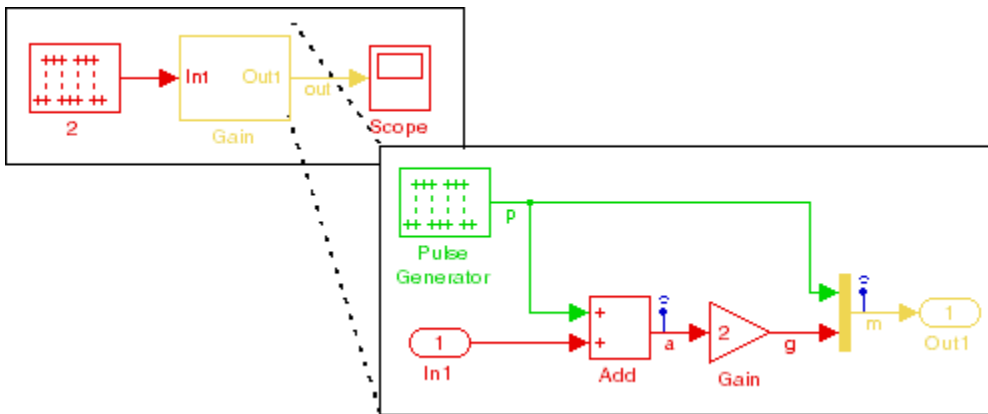 In1
Out1
out
2
Gain
Scope
p
Pulse
Generator
+
+
1
In1
Add
a
2
Gain
g
m
1
Out1